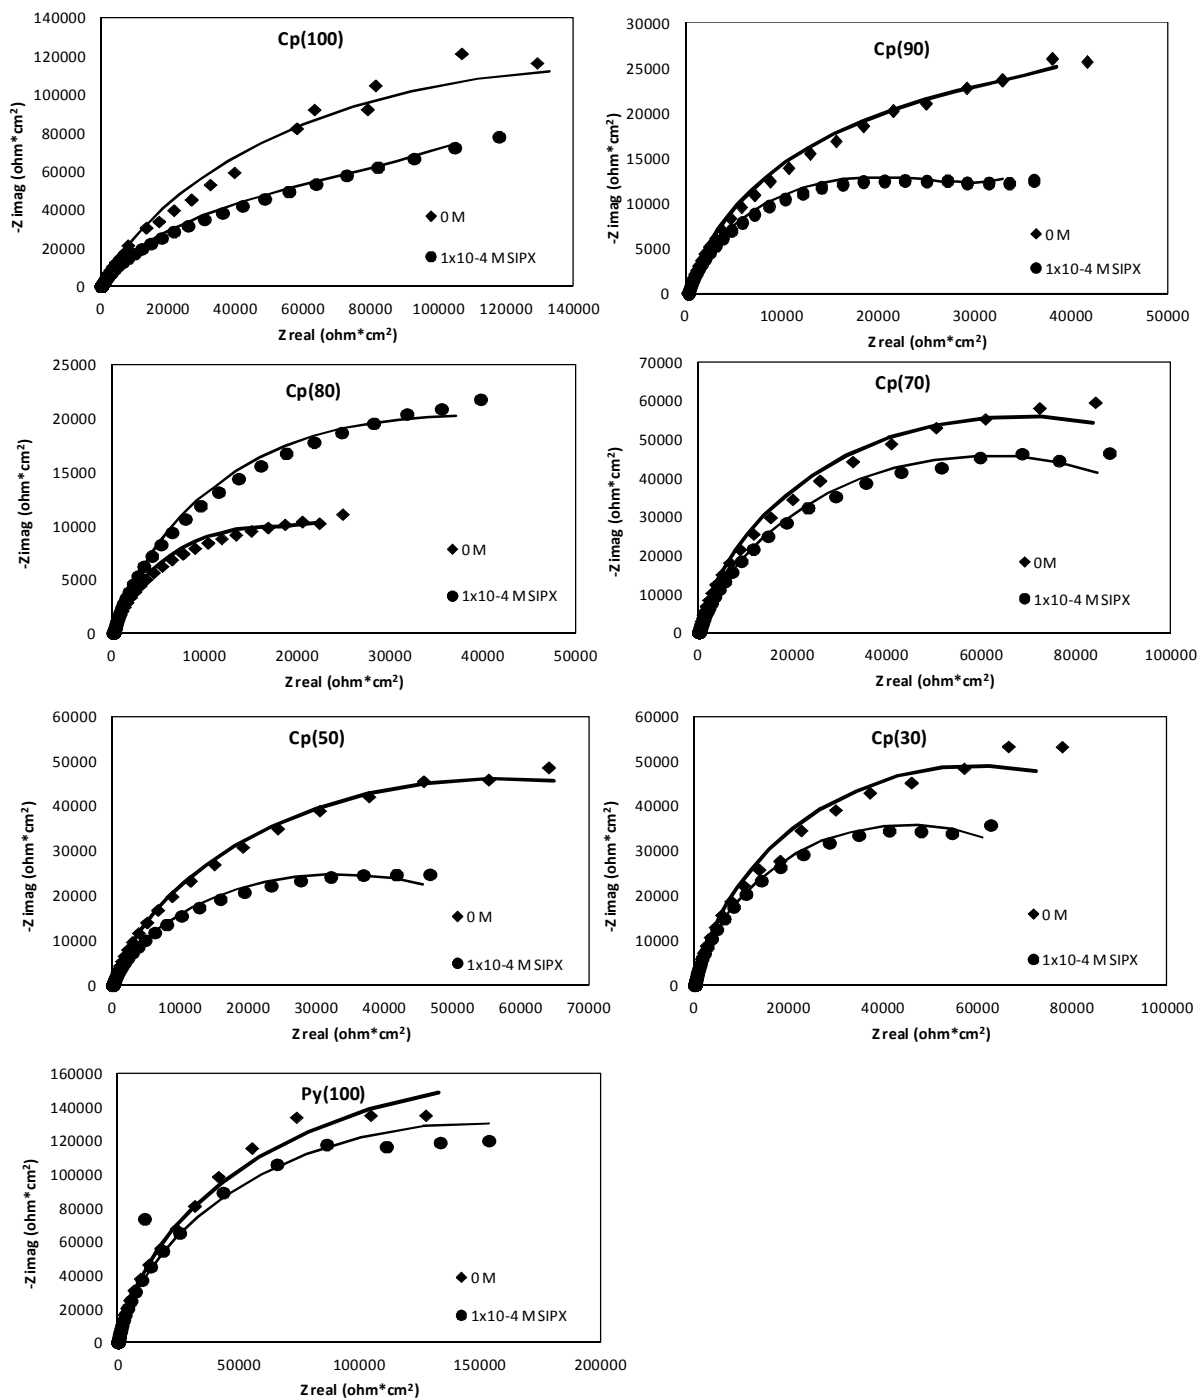 Cp(100)
-Z imag (ohm*cm²)
140000
120000
100000
80000
60000
40000
20000
0
0 M
1x10-4 M SIPX
0 20000 40000 60000 80000 100000 120000 140000
Z real (ohm*cm²)
Cp(90)
-Z imag (ohm*cm²)
30000
25000
20000
15000
10000
5000
0
0 M
1x10-4 M SIPX
0 10000 20000 30000 40000 50000
Z real (ohm*cm²)
Cp(80)
-Z imag (ohm*cm²)
25000
20000
15000
10000
5000
0
0 M
1x10-4 M SIPX
0 10000 20000 30000 40000 50000
Z real (ohm*cm²)
Cp(70)
-Z imag (ohm*cm²)
70000
60000
50000
40000
30000
20000
10000
0
0M
1x10-4 M SIPX
0 20000 40000 60000 80000 100000
Z real (ohm*cm²)
Cp(50)
-Z imag (ohm*cm²)
60000
50000
40000
30000
20000
10000
0
0 M
1x10-4 M SIPX
0 10000 20000 30000 40000 50000 60000 70000
Z real (ohm*cm²)
Cp(30)
-Z imag (ohm*cm²)
60000
50000
40000
30000
20000
10000
0
0 M
1x10-4 M SIPX
0 20000 40000 60000 80000 100000
Z real (ohm*cm²)
Py(100)
-Z imag (ohm*cm²)
160000
140000
120000
100000
80000
60000
40000
20000
0
0 M
1x10-4 M SIPX
0 50000 100000 150000 200000
Z real (ohm*cm²)